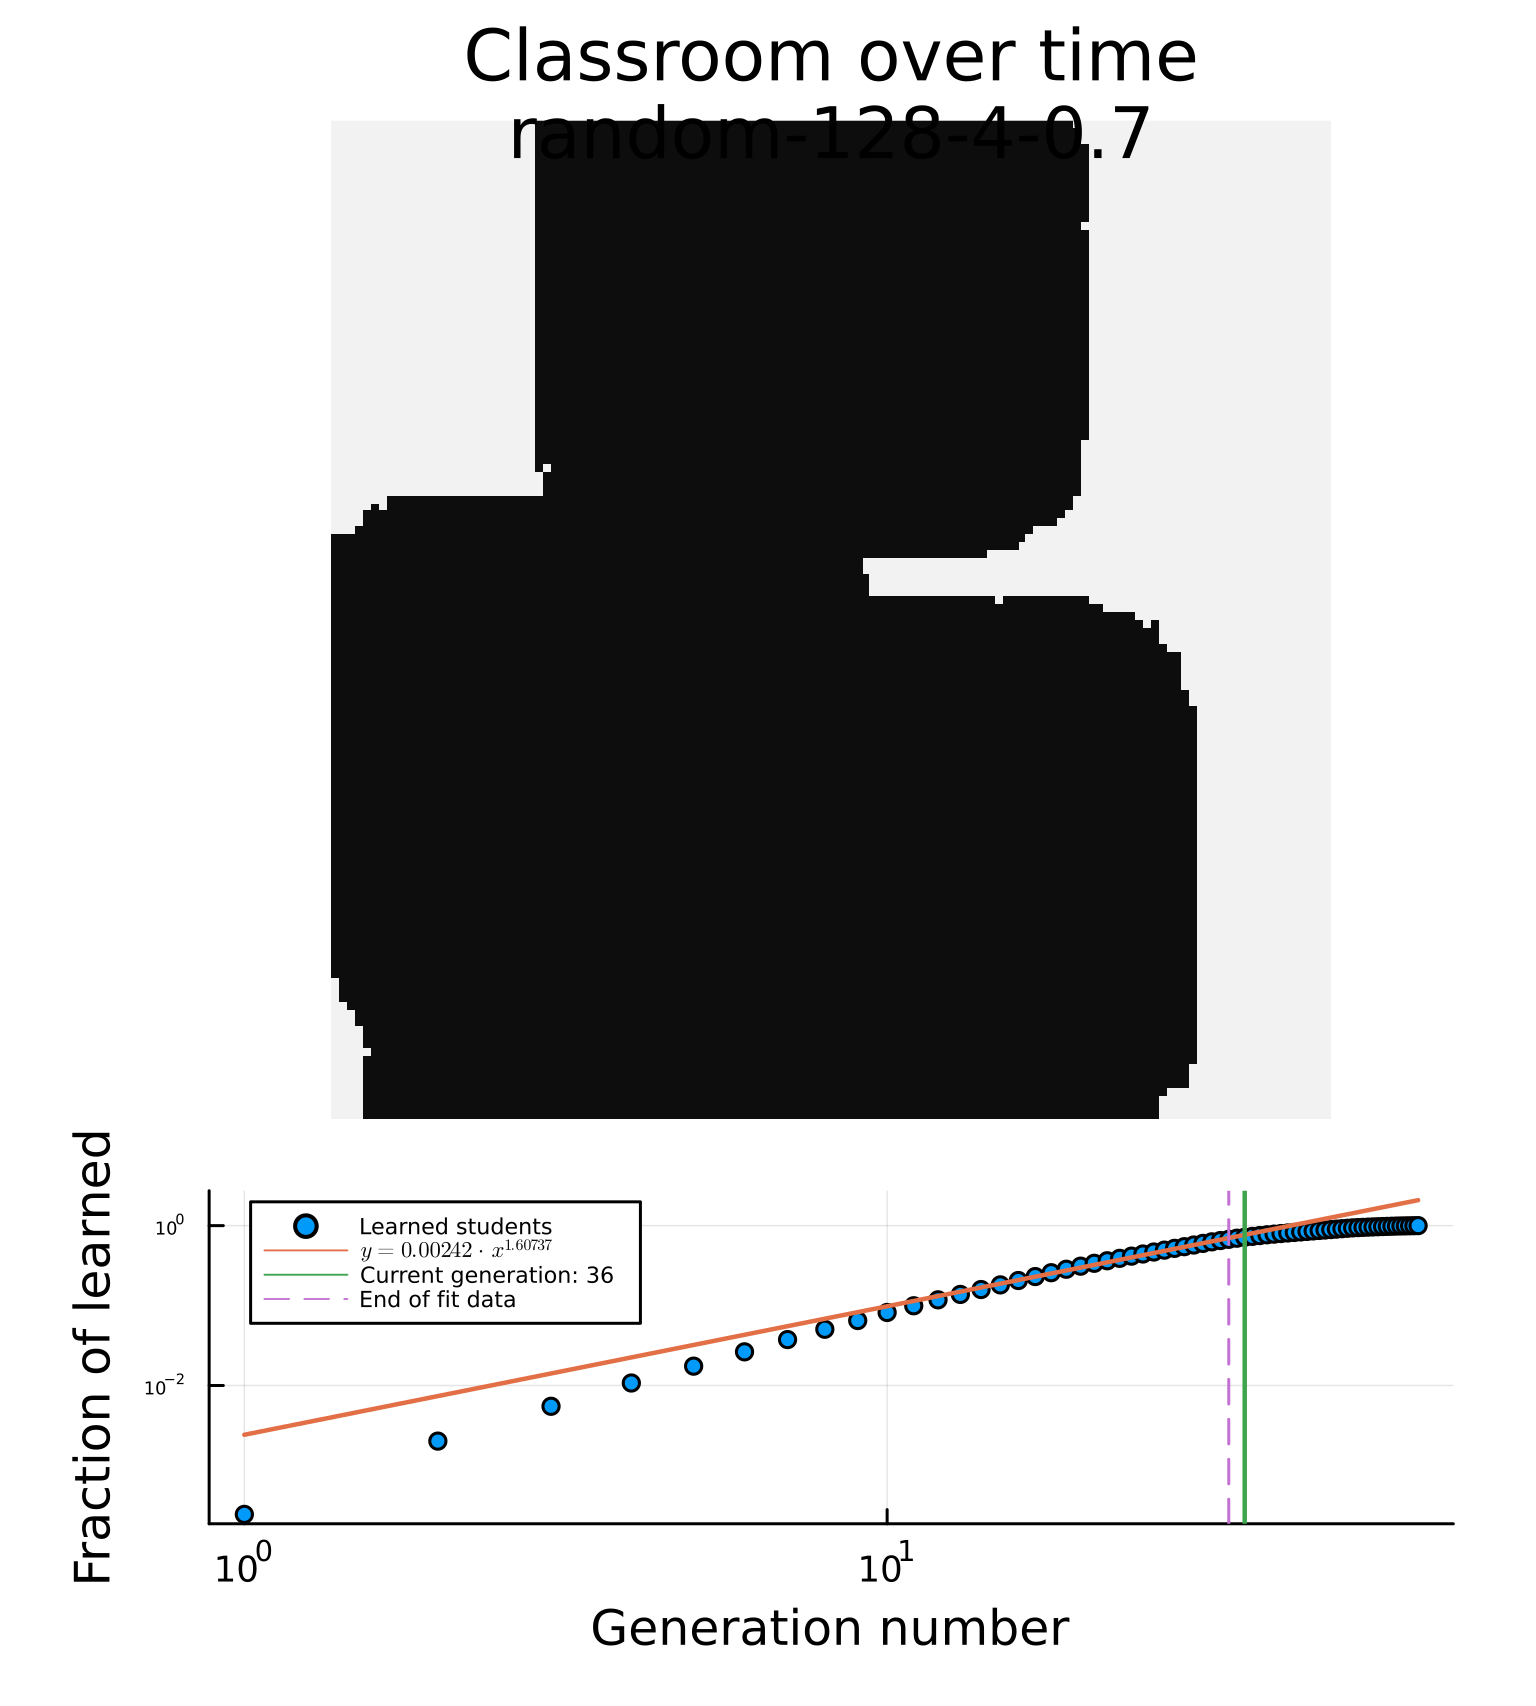 Classroom over time
random-128-4-0.7
Fraction of learned
10^0
10^-2
Learned students
y = 0.00242 · x^1.60737
Current generation: 36
End of fit data
10^0
10^1
Generation number